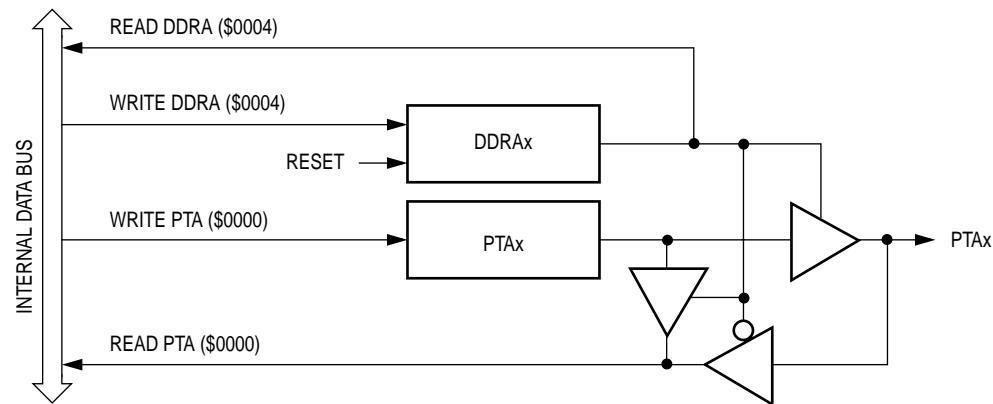 READ DDRA ($0004)
WRITE DDRA ($0004)
DDRAx
RESET
INTERNAL DATA BUS
WRITE PTA ($0000)
PTAx
PTAx
READ PTA ($0000)